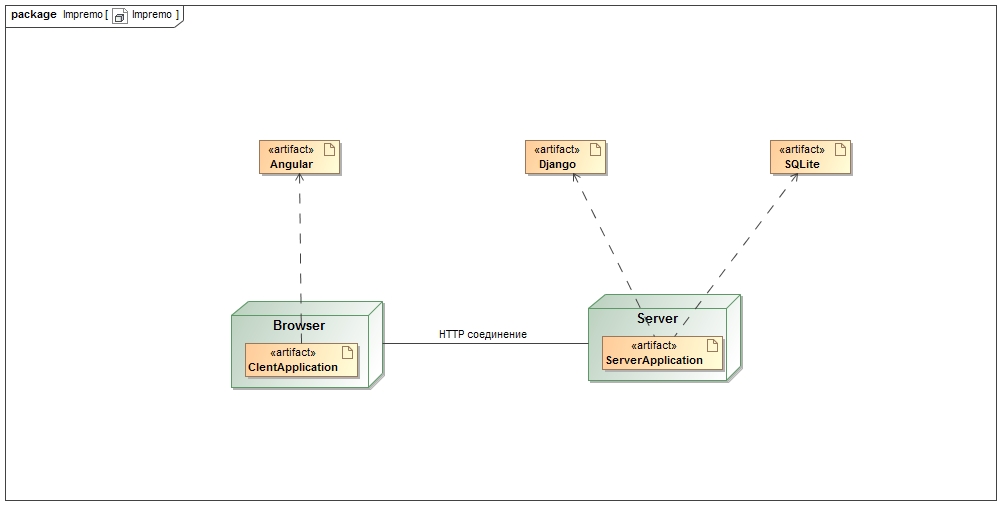 package Impremo [ Impremo ]
«artifact»
Angular
«artifact»
Django
«artifact»
SQLite
Browser
«artifact»
ClentApplication
HTTP соединение
Server
«artifact»
ServerApplication